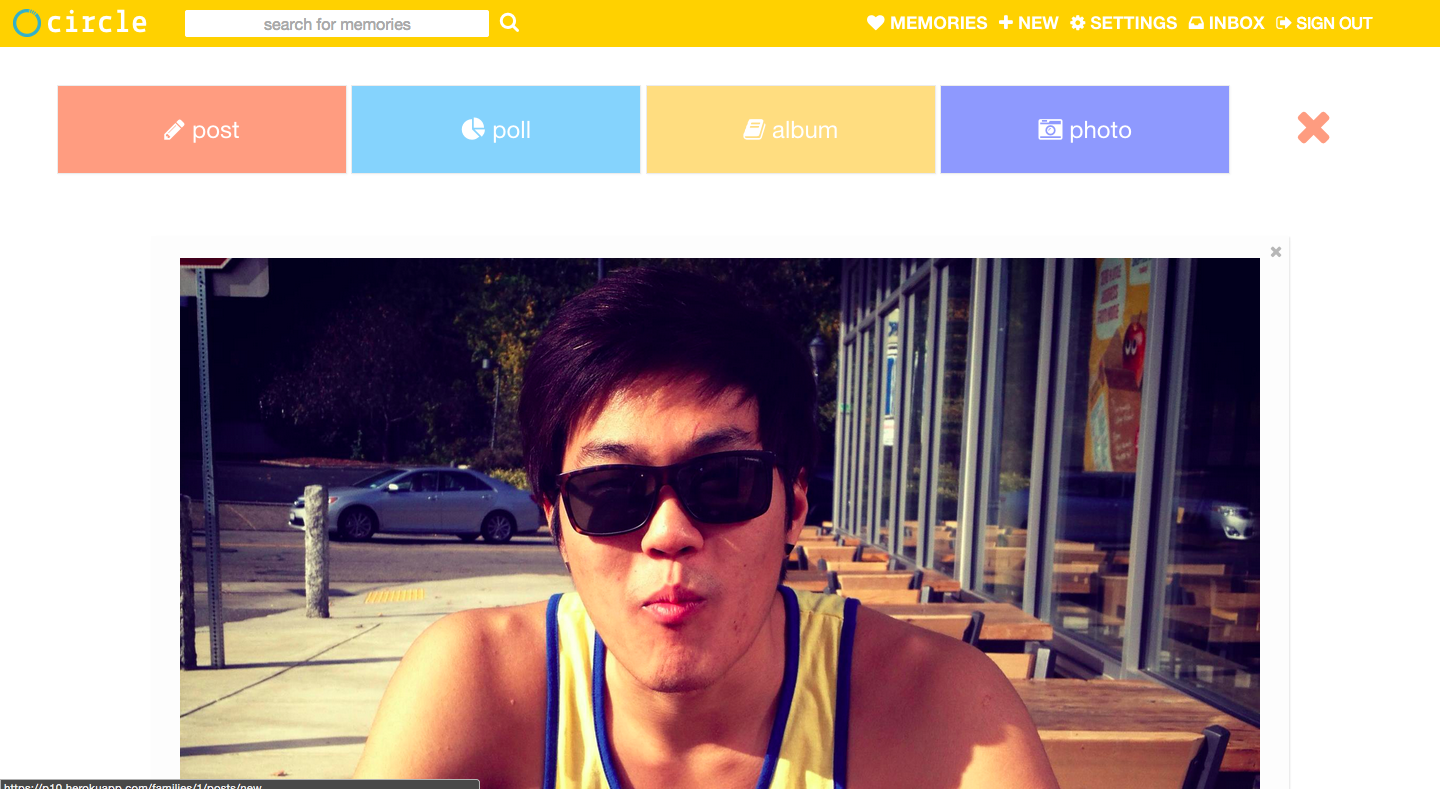 circle
search for memories
MEMORIES NEW SETTINGS INBOX SIGN OUT
post
poll
album
photo
https://p10.herokuapp.com/families/1/posts/new